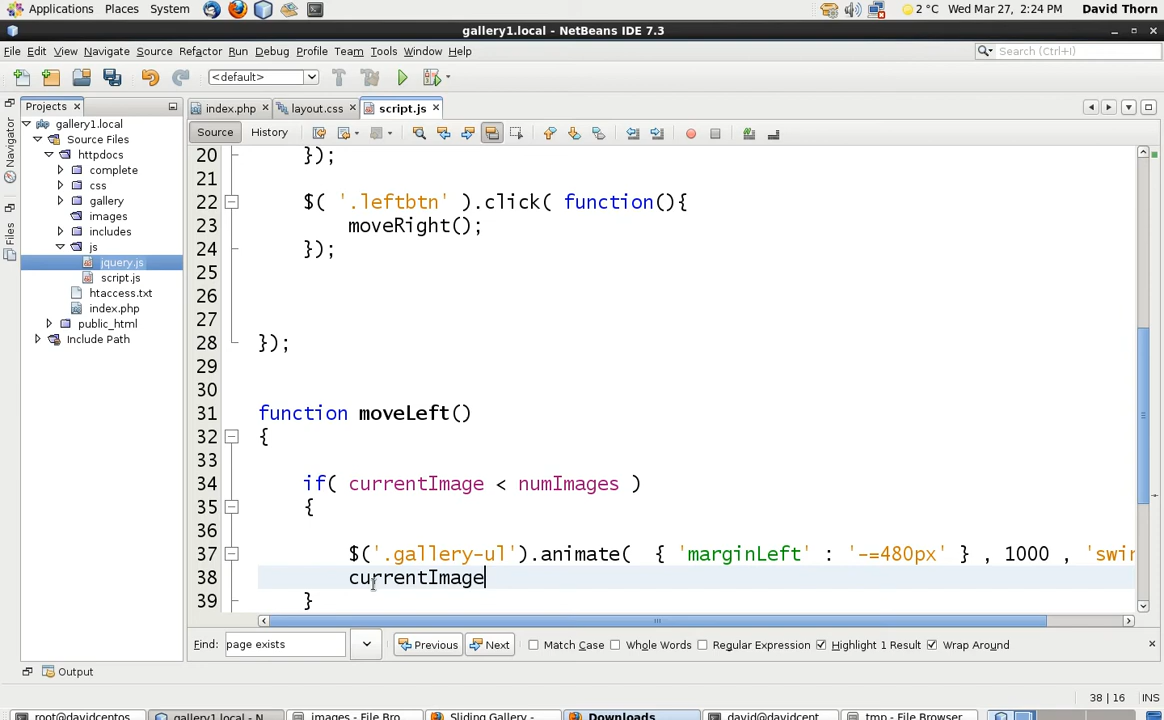 Applications Places System 2 °C Wed Mar 27, 2:24 PM David Thorn
gallery1.local - NetBeans IDE 7.3
File Edit View Navigate Source Refactor Run Debug Profile Team Tools Window Help Search (Ctrl+I)
<default>
Projects index.php layout.css script.js
Navigator
Files
gallery1.local
Source Files
httpdocs
complete
css
gallery
images
includes
js
jquery.js
script.js
htaccess.txt
index.php
public_html
Include Path
Source History
20 });
21
22 $( '.leftbtn' ).click( function(){
23 moveRight();
24 });
25
26
27
28 });
29
30
31 function moveLeft()
32 {
33
34 if( currentImage < numImages )
35 {
36
37 $('.gallery-ul').animate( { 'marginLeft' : '-=480px' } , 1000 , 'swin
38 currentImage
39 }
Find: page exists Previous Next Match Case Whole Words Regular Expression Highlight 1 Result Wrap Around
Output
38 | 16 INS
root@davidcentos gallery1.local - N... images - File Bro... Sliding Gallery - ... Downloads david@davidcent... tmp - File Browser